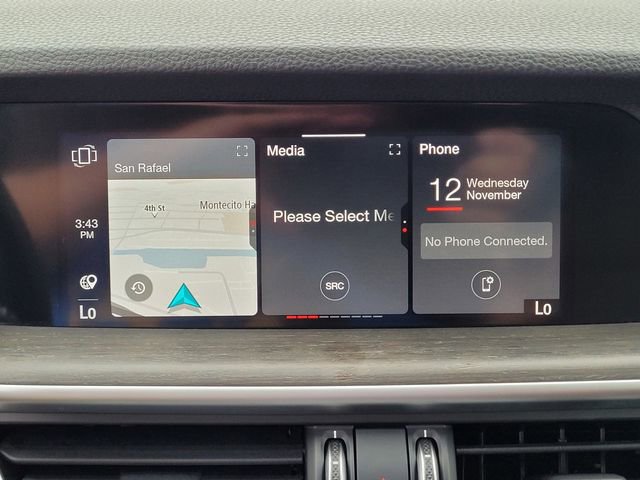 San Rafael
4th St
Montecito Ha
3:43
PM
Lo
Media
Please Select Me
SRC
Phone
12 Wednesday
November
No Phone Connected.
Lo